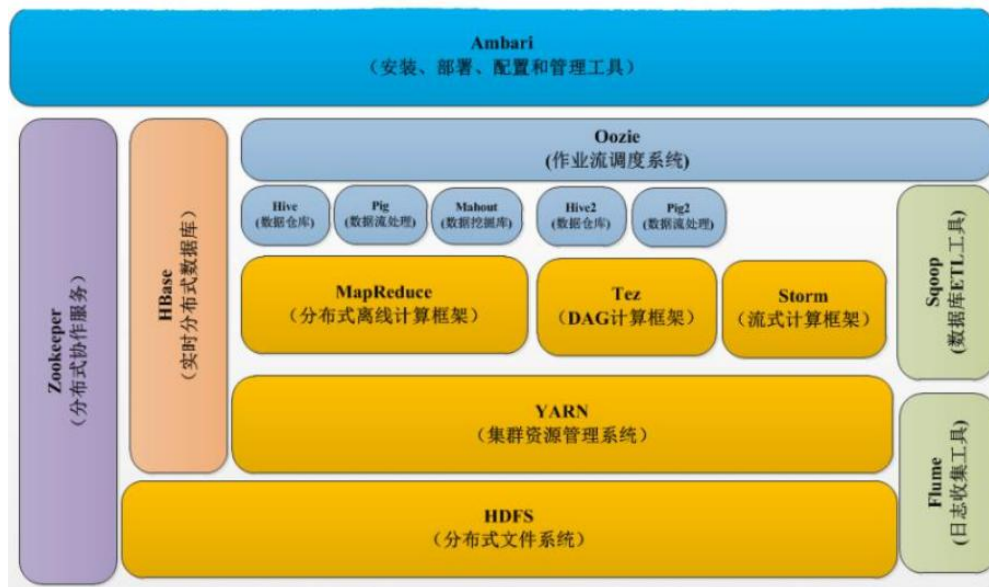 Ambari
（安装、部署、配置和管理工具）
Zookeeper
（分布式协作服务）
HBase
（实时分布式数据库）
Oozie
(作业流调度系统)
Hive
(数据仓库)
Pig
(数据流处理)
Mahout
(数据挖掘库)
Hive2
(数据仓库)
Pig2
(数据流处理)
MapReduce
（分布式离线计算框架）
Tez
（DAG计算框架）
Storm
（流式计算框架）
Sqoop
(数据库ETL工具)
YARN
（集群资源管理系统）
Flume
(日志收集工具)
HDFS
（分布式文件系统）